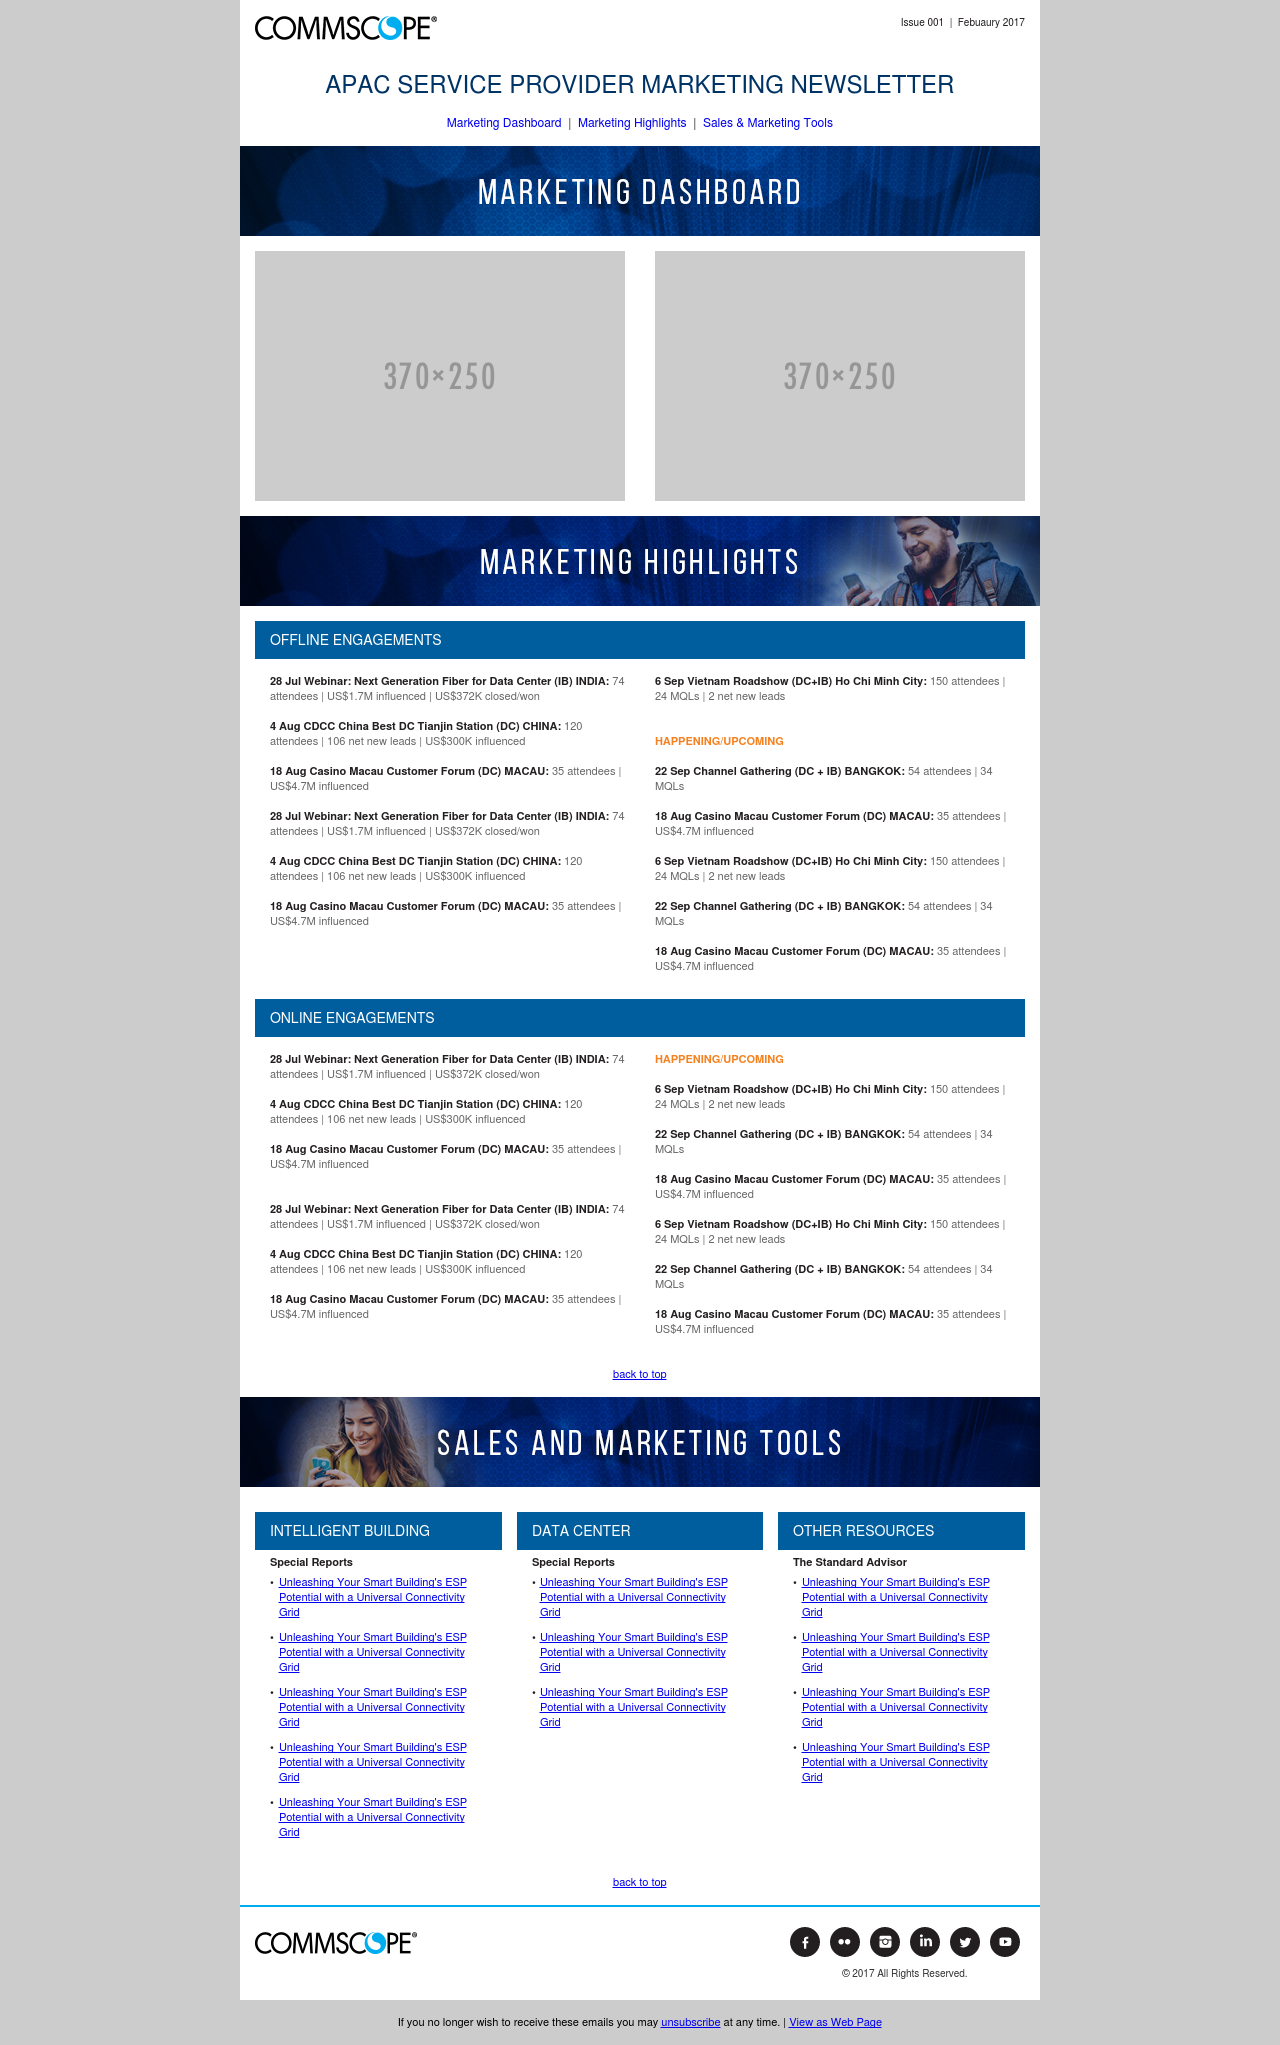 COMMSCOPE®
Issue 001 | Febuaury 2017
APAC SERVICE PROVIDER MARKETING NEWSLETTER
Marketing Dashboard | Marketing Highlights | Sales & Marketing Tools
MARKETING DASHBOARD
370×250
370×250
MARKETING HIGHLIGHTS
OFFLINE ENGAGEMENTS
28 Jul Webinar: Next Generation Fiber for Data Center (IB) INDIA: 74
attendees | US$1.7M influenced | US$372K closed/won
4 Aug CDCC China Best DC Tianjin Station (DC) CHINA: 120
attendees | 106 net new leads | US$300K influenced
18 Aug Casino Macau Customer Forum (DC) MACAU: 35 attendees |
US$4.7M influenced
28 Jul Webinar: Next Generation Fiber for Data Center (IB) INDIA: 74
attendees | US$1.7M influenced | US$372K closed/won
4 Aug CDCC China Best DC Tianjin Station (DC) CHINA: 120
attendees | 106 net new leads | US$300K influenced
18 Aug Casino Macau Customer Forum (DC) MACAU: 35 attendees |
US$4.7M influenced
6 Sep Vietnam Roadshow (DC+IB) Ho Chi Minh City: 150 attendees |
24 MQLs | 2 net new leads
HAPPENING/UPCOMING
22 Sep Channel Gathering (DC + IB) BANGKOK: 54 attendees | 34
MQLs
18 Aug Casino Macau Customer Forum (DC) MACAU: 35 attendees |
US$4.7M influenced
6 Sep Vietnam Roadshow (DC+IB) Ho Chi Minh City: 150 attendees |
24 MQLs | 2 net new leads
22 Sep Channel Gathering (DC + IB) BANGKOK: 54 attendees | 34
MQLs
18 Aug Casino Macau Customer Forum (DC) MACAU: 35 attendees |
US$4.7M influenced
ONLINE ENGAGEMENTS
28 Jul Webinar: Next Generation Fiber for Data Center (IB) INDIA: 74
attendees | US$1.7M influenced | US$372K closed/won
4 Aug CDCC China Best DC Tianjin Station (DC) CHINA: 120
attendees | 106 net new leads | US$300K influenced
18 Aug Casino Macau Customer Forum (DC) MACAU: 35 attendees |
US$4.7M influenced
28 Jul Webinar: Next Generation Fiber for Data Center (IB) INDIA: 74
attendees | US$1.7M influenced | US$372K closed/won
4 Aug CDCC China Best DC Tianjin Station (DC) CHINA: 120
attendees | 106 net new leads | US$300K influenced
18 Aug Casino Macau Customer Forum (DC) MACAU: 35 attendees |
US$4.7M influenced
HAPPENING/UPCOMING
6 Sep Vietnam Roadshow (DC+IB) Ho Chi Minh City: 150 attendees |
24 MQLs | 2 net new leads
22 Sep Channel Gathering (DC + IB) BANGKOK: 54 attendees | 34
MQLs
18 Aug Casino Macau Customer Forum (DC) MACAU: 35 attendees |
US$4.7M influenced
6 Sep Vietnam Roadshow (DC+IB) Ho Chi Minh City: 150 attendees |
24 MQLs | 2 net new leads
22 Sep Channel Gathering (DC + IB) BANGKOK: 54 attendees | 34
MQLs
18 Aug Casino Macau Customer Forum (DC) MACAU: 35 attendees |
US$4.7M influenced
back to top
SALES AND MARKETING TOOLS
INTELLIGENT BUILDING
Special Reports
• Unleashing Your Smart Building's ESP
Potential with a Universal Connectivity
Grid
• Unleashing Your Smart Building's ESP
Potential with a Universal Connectivity
Grid
• Unleashing Your Smart Building's ESP
Potential with a Universal Connectivity
Grid
• Unleashing Your Smart Building's ESP
Potential with a Universal Connectivity
Grid
• Unleashing Your Smart Building's ESP
Potential with a Universal Connectivity
Grid
DATA CENTER
Special Reports
• Unleashing Your Smart Building's ESP
Potential with a Universal Connectivity
Grid
• Unleashing Your Smart Building's ESP
Potential with a Universal Connectivity
Grid
• Unleashing Your Smart Building's ESP
Potential with a Universal Connectivity
Grid
OTHER RESOURCES
The Standard Advisor
• Unleashing Your Smart Building's ESP
Potential with a Universal Connectivity
Grid
• Unleashing Your Smart Building's ESP
Potential with a Universal Connectivity
Grid
• Unleashing Your Smart Building's ESP
Potential with a Universal Connectivity
Grid
• Unleashing Your Smart Building's ESP
Potential with a Universal Connectivity
Grid
back to top
COMMSCOPE®
© 2017 All Rights Reserved.
If you no longer wish to receive these emails you may unsubscribe at any time. | View as Web Page